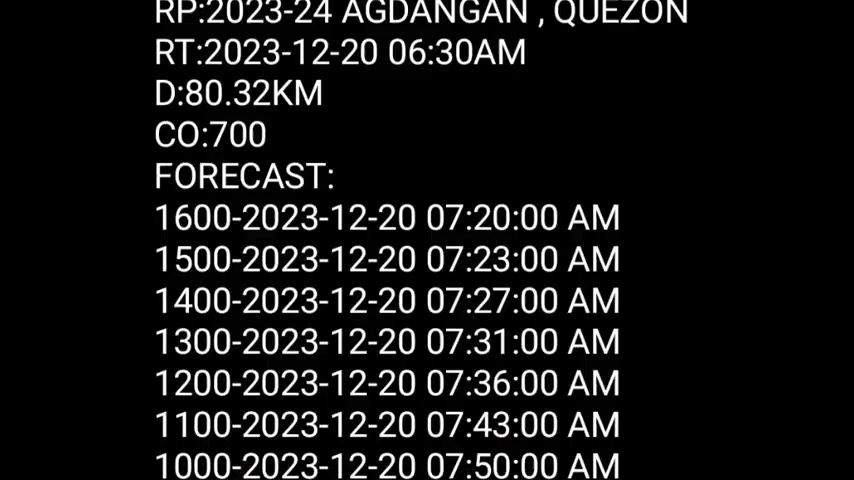 RP:2023-24 AGDANGAN , QUEZON
RT:2023-12-20 06:30AM
D:80.32KM
CO:700
FORECAST:
1600-2023-12-20 07:20:00 AM
1500-2023-12-20 07:23:00 AM
1400-2023-12-20 07:27:00 AM
1300-2023-12-20 07:31:00 AM
1200-2023-12-20 07:36:00 AM
1100-2023-12-20 07:43:00 AM
1000-2023-12-20 07:50:00 AM